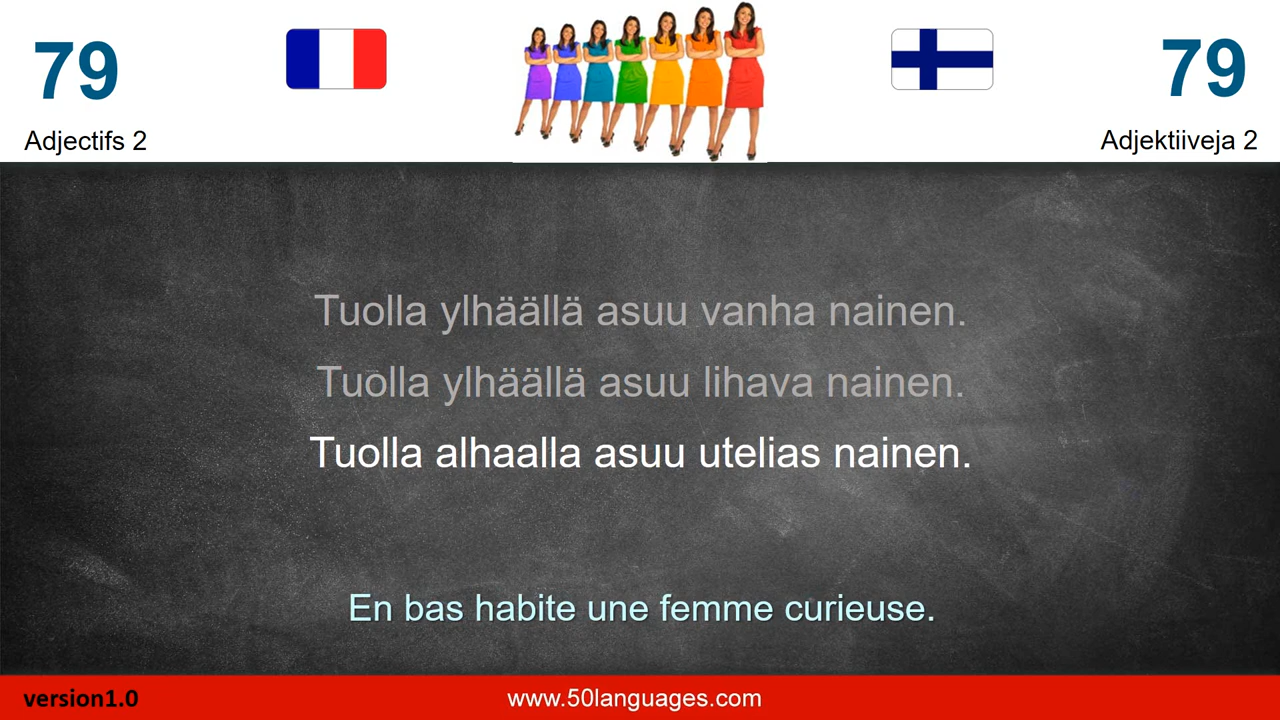 79
79
Adjectifs 2
Adjektiiveja 2
Tuolla ylhäällä asuu vanha nainen.
Tuolla ylhäällä asuu lihava nainen.
Tuolla alhaalla asuu utelias nainen.
En bas habite une femme curieuse.
version1.0
www.50languages.com